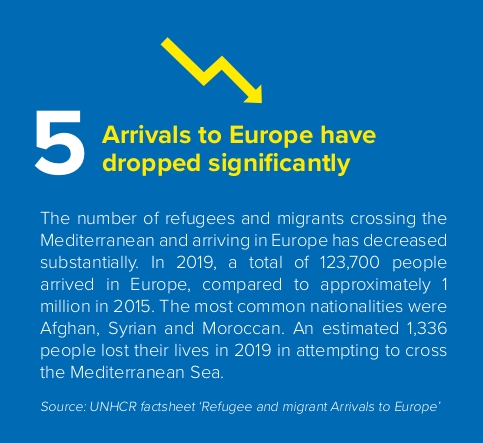 5
Arrivals to Europe have
dropped significantly
The number of refugees and migrants crossing the
Mediterranean and arriving in Europe has decreased
substantially. In 2019, a total of 123,700 people
arrived in Europe, compared to approximately 1
million in 2015. The most common nationalities were
Afghan, Syrian and Moroccan. An estimated 1,336
people lost their lives in 2019 in attempting to cross
the Mediterranean Sea.
Source: UNHCR factsheet ‘Refugee and migrant Arrivals to Europe’